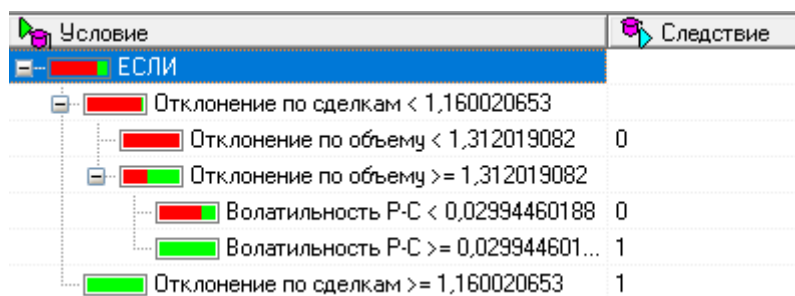 Условие Следствие
ЕСЛИ
Отклонение по сделкам < 1,160020653
Отклонение по объему < 1,312019082 0
Отклонение по объему >= 1,312019082
Волатильность Р-С < 0,02994460188 0
Волатильность Р-С >= 0,029944601... 1
Отклонение по сделкам >= 1,160020653 1